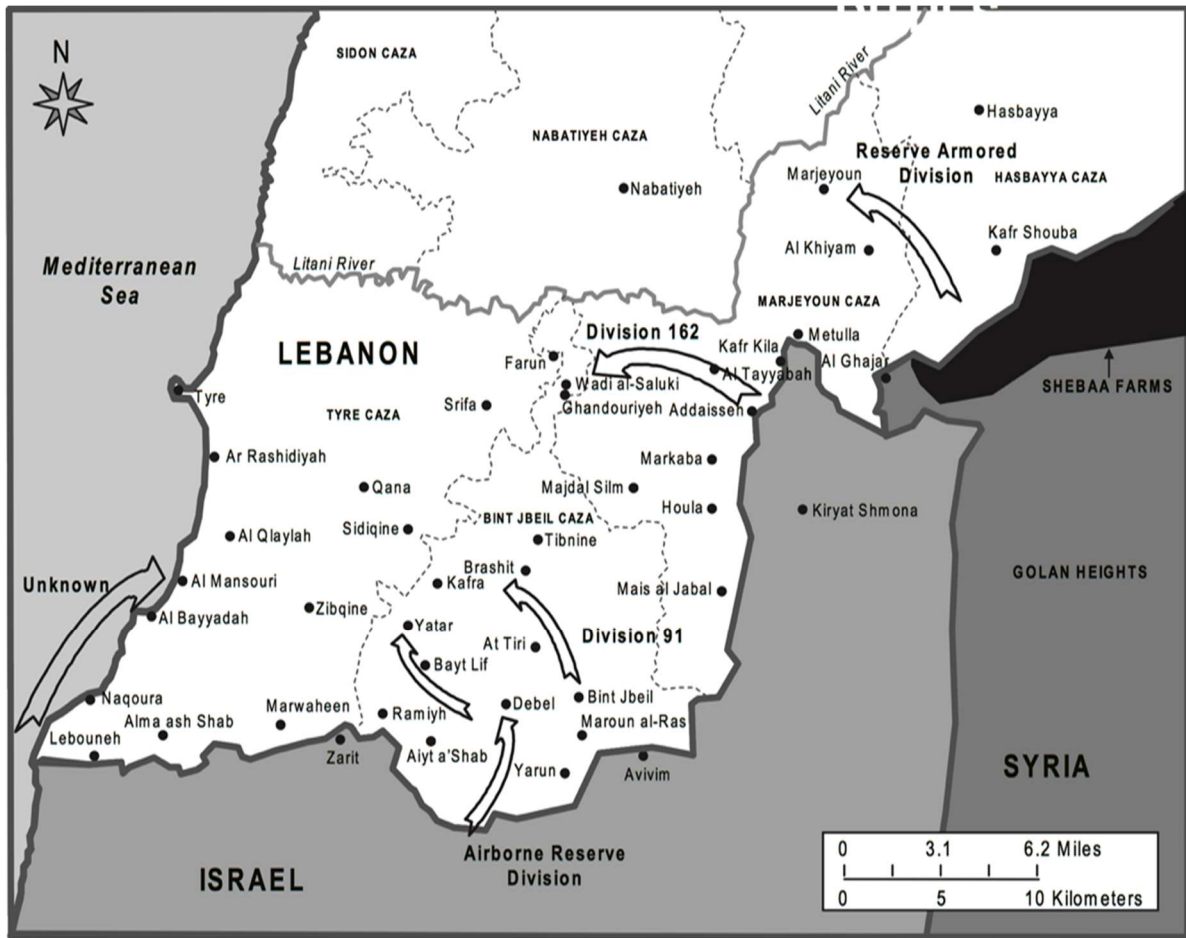 N
SIDON CAZA
Litani River
Hasbayya
NABATIYEH CAZA
Reserve Armored
Division
Marjeyoun
HASBAYYA CAZA
Nabatiyeh
Al Khiyam
Kafr Shouba
Mediterranean
Sea
Litani River
MARJEYOUN CAZA
Division 162
Metulla
LEBANON
Kafr Kila
Farun
Al Tayyabah
Al Ghajar
Wadi al-Saluki
SHEBAA FARMS
Tyre
Srifa
Ghandouriyeh
Addaisseh
TYRE CAZA
Ar Rashidiyah
Markaba
Qana
Majdal Silm
Houla
Kiryat Shmona
BINT JBEIL CAZA
Al Qlaylah
Sidiqine
Tibnine
Unknown
Al Mansouri
Kafra
Brashit
Mais al Jabal
GOLAN HEIGHTS
Al Bayyadah
Zibqine
Yatar
At Tiri
Division 91
Bayt Lif
Naqoura
Debel
Bint Jbeil
Alma ash Shab
Marwaheen
Ramiyh
Maroun al-Ras
Lebouneh
Zarit
Aiyt a'Shab
Yarun
Avivim
SYRIA
Airborne Reserve
Division
ISRAEL
0 3.1 6.2 Miles
0 5 10 Kilometers